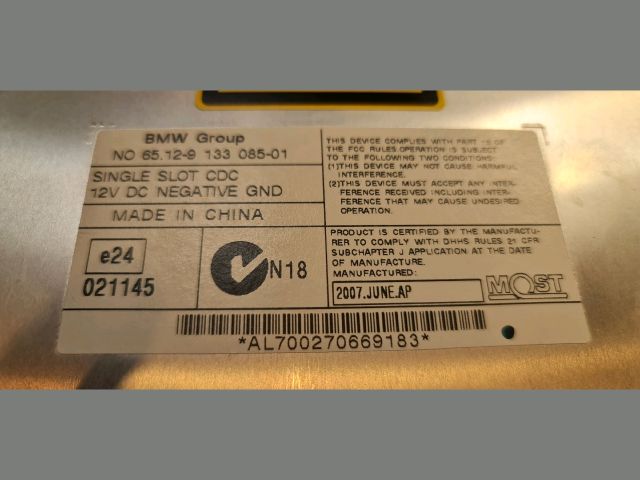 BMW Group
NO 65.12-9 133 085-01
SINGLE SLOT CDC
12V DC NEGATIVE GND
MADE IN CHINA
e24
021145
N18
THIS DEVICE COMPLIES WITH PART 15 OF
THE FCC RULES.OPERATION IS SUBJECT
TO THE FOLLOWING TWO CONDITIONS:
(1)THIS DEVICE MAY NOT CAUSE HARMFUL
INTERFERENCE.
(2)THIS DEVICE MUST ACCEPT ANY INTER-
FERENCE RECEIVED INCLUDING INTER-
FERENCE THAT MAY CAUSE UNDESIRED
OPERATION.
PRODUCT IS CERTIFIED BY THE MANUFACTU-
RER TO COMPLY WITH DHHS RULES 21 CFR
SUBCHAPTER J APPLICATION AT THE DATE
OF MANUFACTURE.
MANUFACTURED:
2007.JUNE.AP
MOST
*AL700270669183*